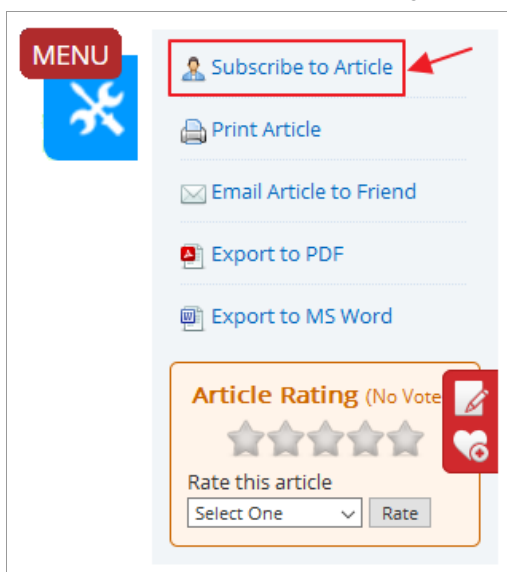 MENU
Subscribe to Article
Print Article
Email Article to Friend
Export to PDF
Export to MS Word
Article Rating (No Vote
Rate this article
Select One
Rate